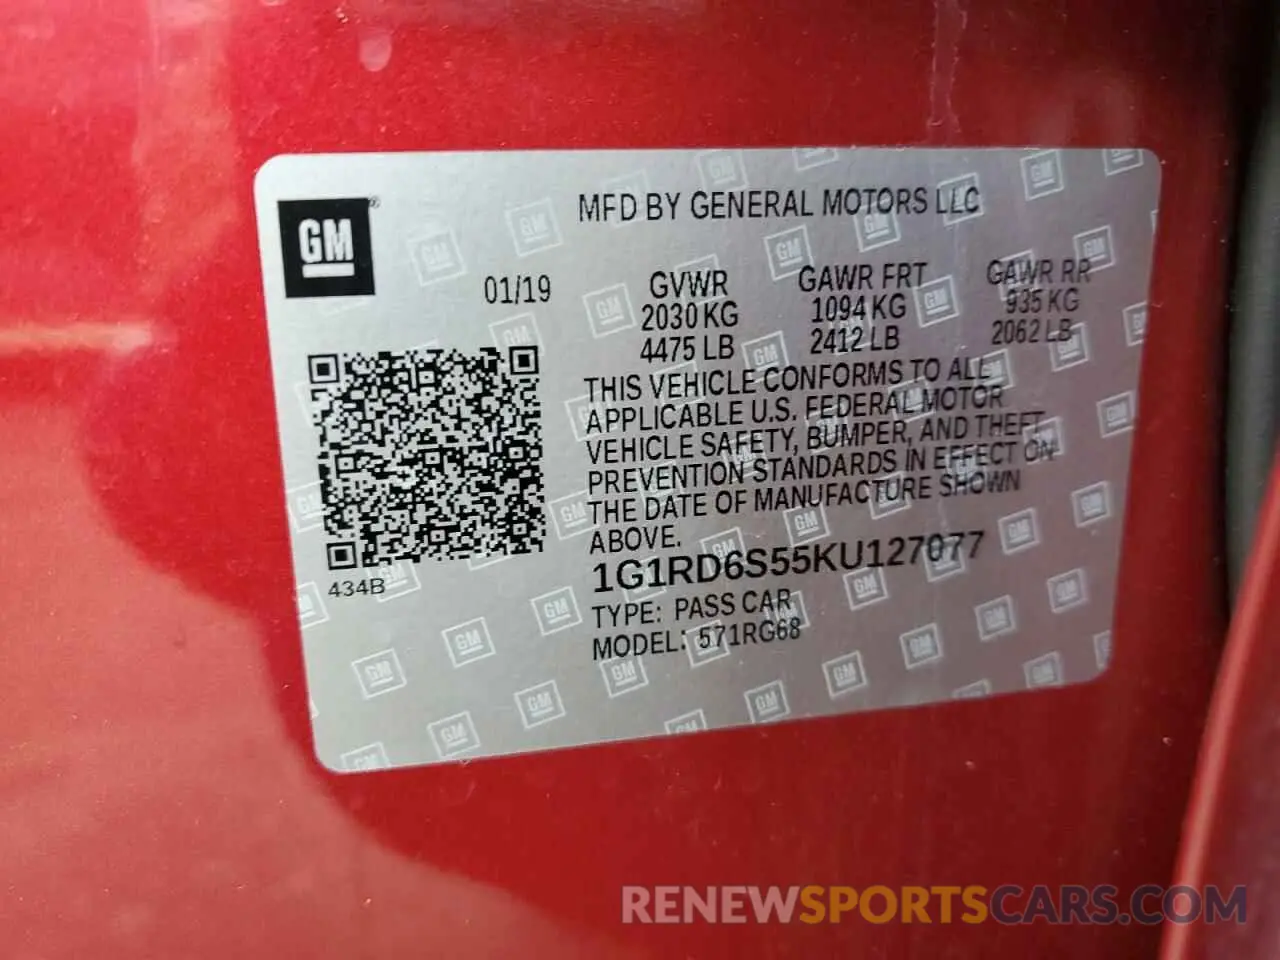 GM®
MFD BY GENERAL MOTORS LLC
01/19
GVWR
2030 KG
4475 LB
GAWR FRT
1094 KG
2412 LB
GAWR RR
935 KG
2062 LB
THIS VEHICLE CONFORMS TO ALL
APPLICABLE U.S. FEDERAL MOTOR
VEHICLE SAFETY, BUMPER, AND THEFT
PREVENTION STANDARDS IN EFFECT ON
THE DATE OF MANUFACTURE SHOWN
ABOVE.
434B
1G1RD6S55KU127077
TYPE: PASS CAR
MODEL: 571RG68
RENEWSPORTSCARS.COM